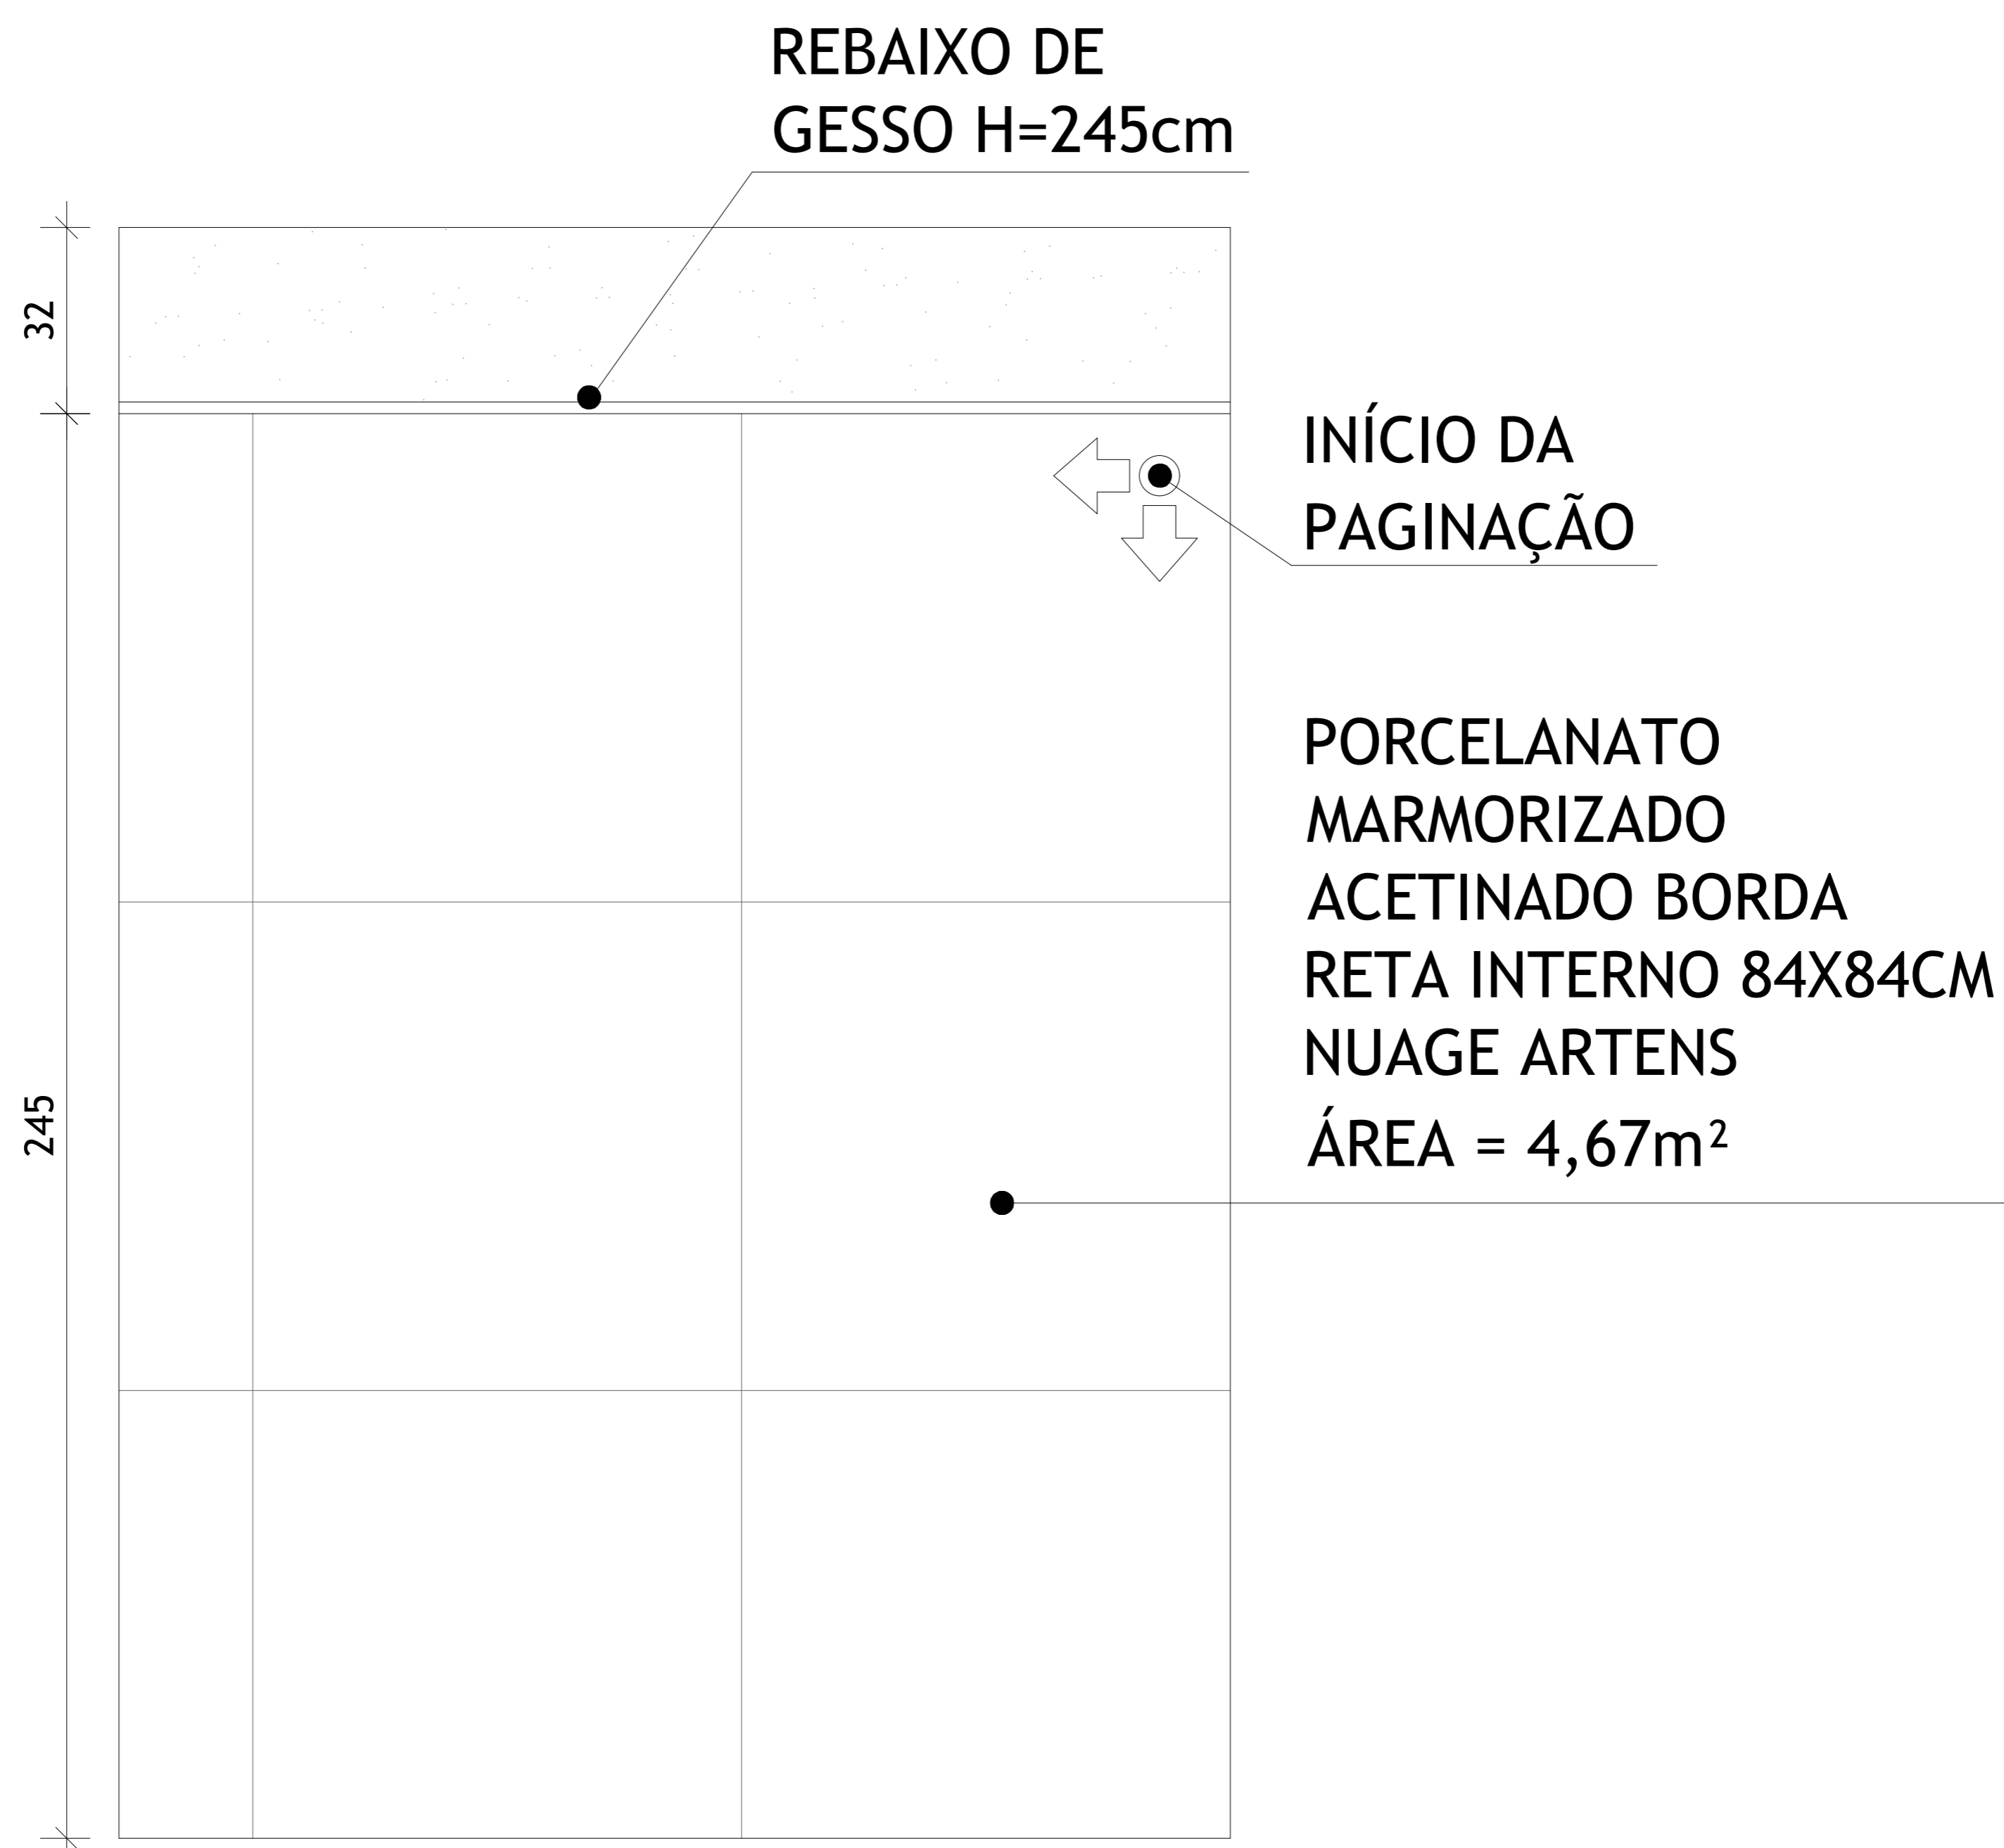 REBAIXO DE
GESSO H=245cm
32
INÍCIO DA
PAGINAÇÃO
PORCELANATO
MARMORIZADO
ACETINADO BORDA
RETA INTERNO 84X84CM
NUAGE ARTENS
ÁREA = 4,67m²
245